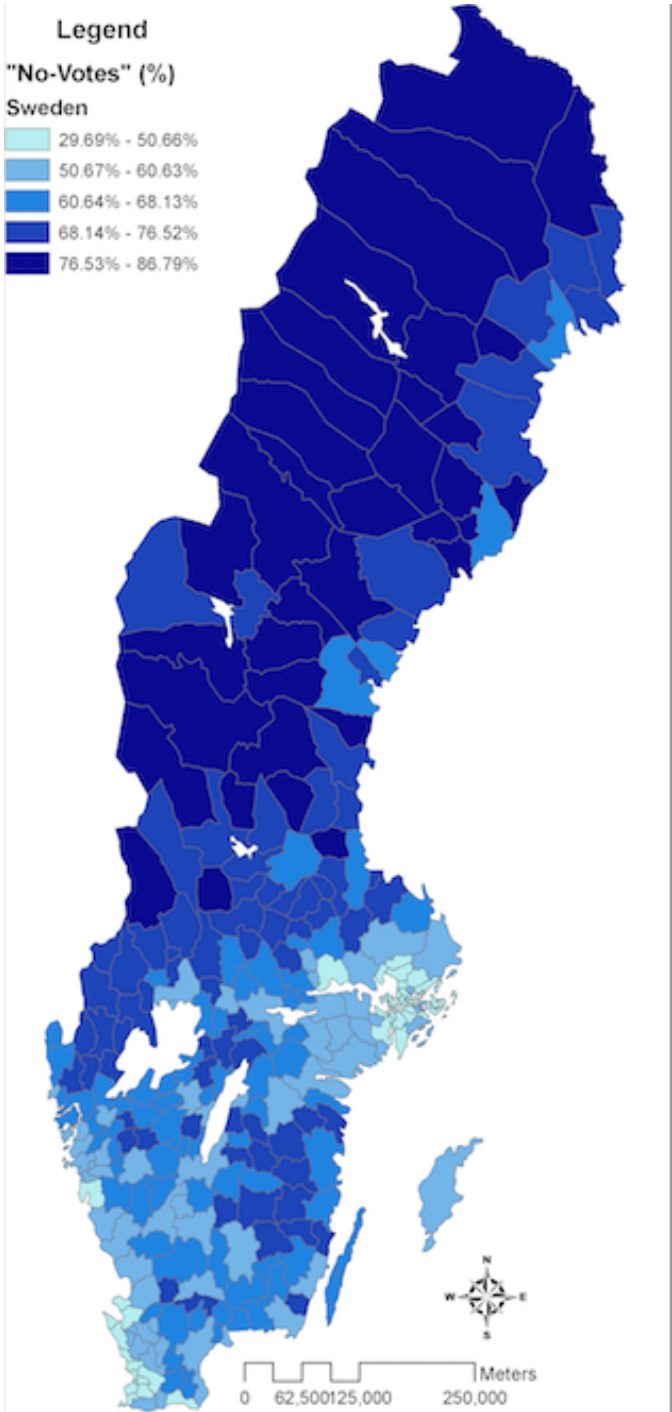 Legend
"No-Votes" (%)
Sweden
29.69% - 50.66%
50.67% - 60.63%
60.64% - 68.13%
68.14% - 76.52%
76.53% - 86.79%
N
W E
S
Meters
0 62,500125,000 250,000